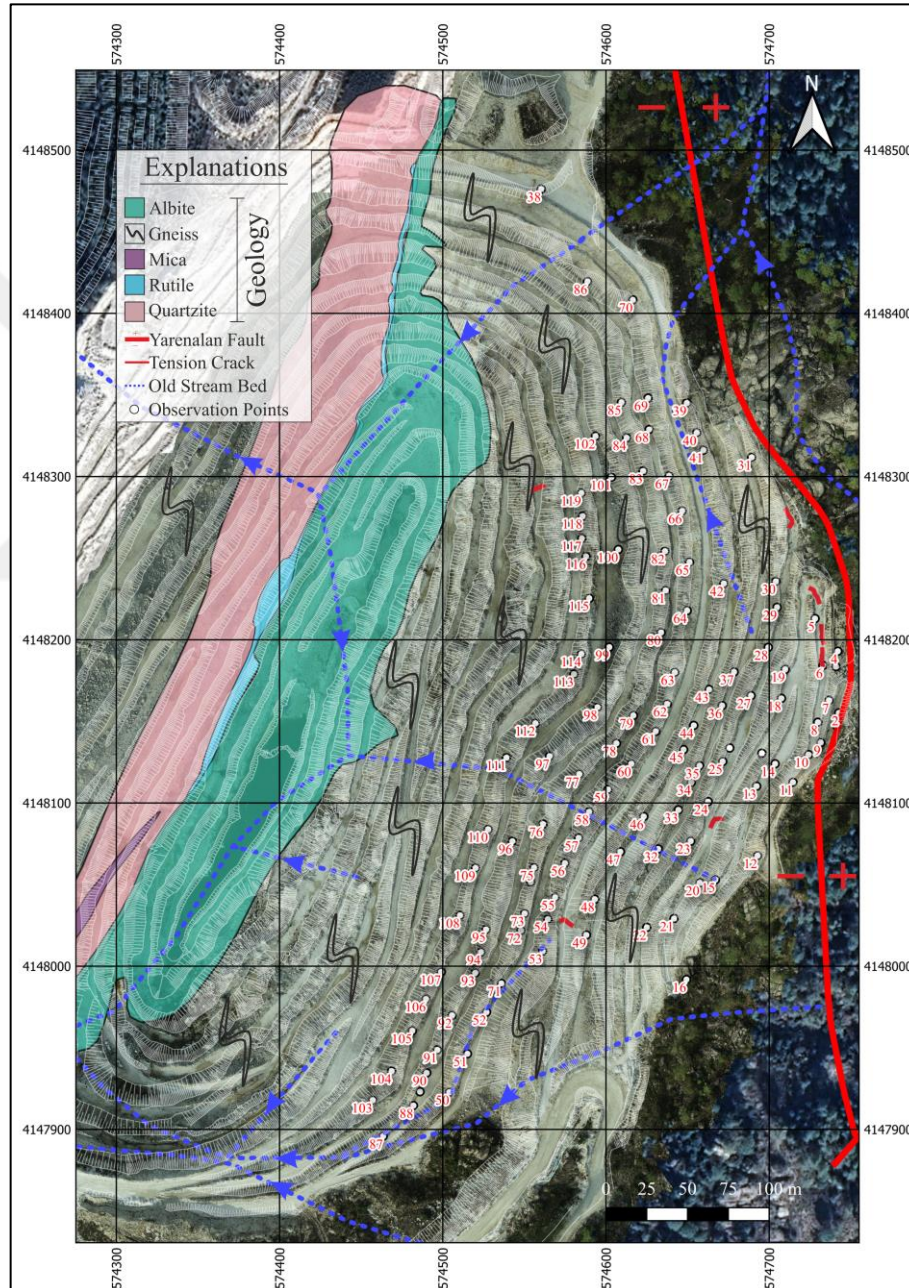 574300 574400 574500 574600 574700
N
− +
4148500
4148400
4148300
4148200
4148100
4148000
4147900
Explanations
Albite
Gneiss
Mica
Rutile
Quartzite
Geology
Yarenalan Fault
Tension Crack
Old Stream Bed
Observation Points
38
86
70
85 69 39
102 84 68 40
41
31
101 83 67
119
118 66
117
116 100 82 65
42 30
115 81
64 29 5
80
114 99 28 4
113 63 37 19 6
43 27 18 7
98 62 36 2
112 79 44 8
61
111 97 78 45 25 9
10
77 60 35 14
34 13 11
59
58 46 33 24
110 76
96 57 47 32 23
12
109 75 56 20 15
− +
55 48
108 73 54 22 21
95 72 49
94 53
107 93 71 16
106
92 52
105
91 51
104 90
50
103 88
87
0 25 50 75 100 m
574300 574400 574500 574600 574700